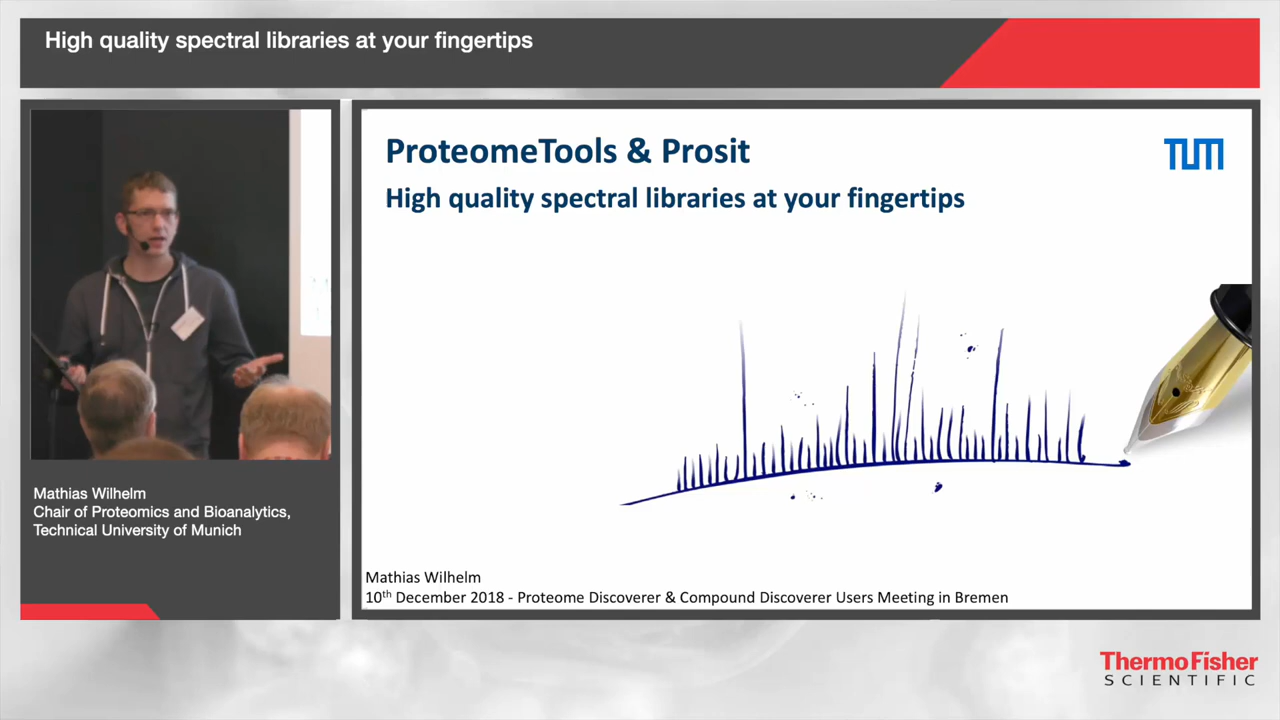 High quality spectral libraries at your fingertips
ProteomeTools & Prosit
TUM
High quality spectral libraries at your fingertips
Mathias Wilhelm
Chair of Proteomics and Bioanalytics,
Technical University of Munich
Mathias Wilhelm
10th December 2018 - Proteome Discoverer & Compound Discoverer Users Meeting in Bremen
ThermoFisher
SCIENTIFIC